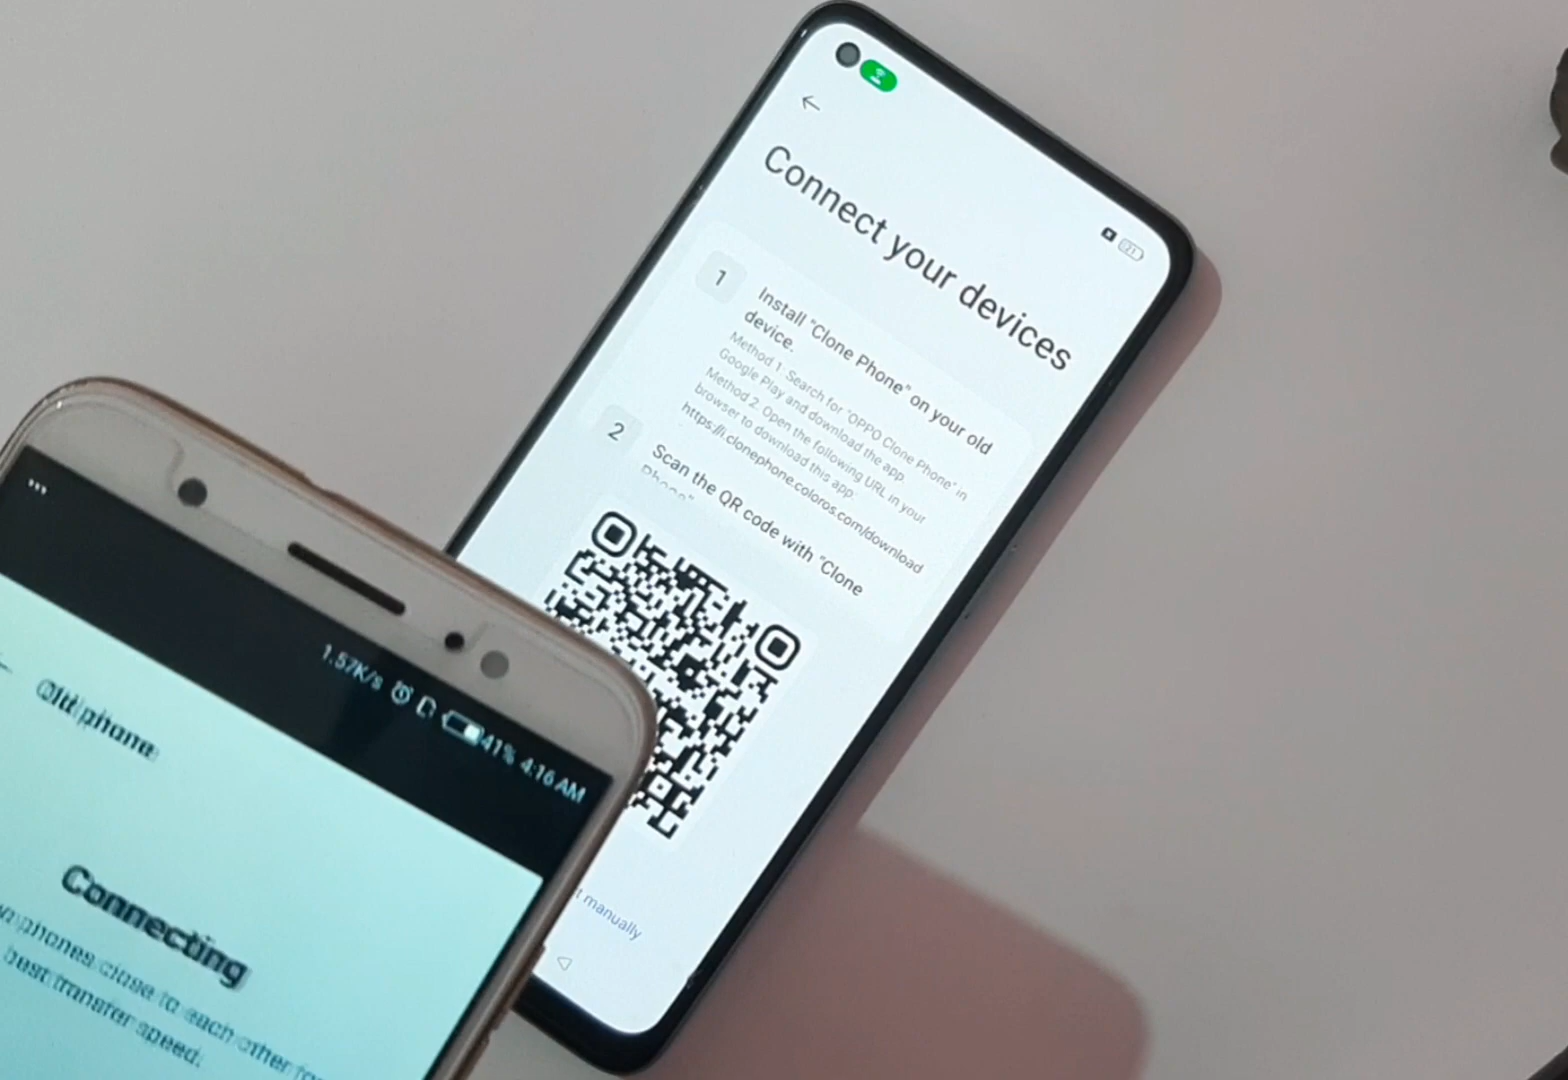 Connect your devices
21
1
Install "Clone Phone" on your old
device.
Method 1. Search for "OPPO Clone Phone" in
Google Play and download the app.
Method 2. Open the following URL in your
browser to download this app:
https://i.clonephone.coloros.com/download
2
Scan the QR code with "Clone
Phone"
t manually
...
1.57K/s 41% 4:16 AM
Old phone
Connecting
phones close to each other for
best transfer speed.